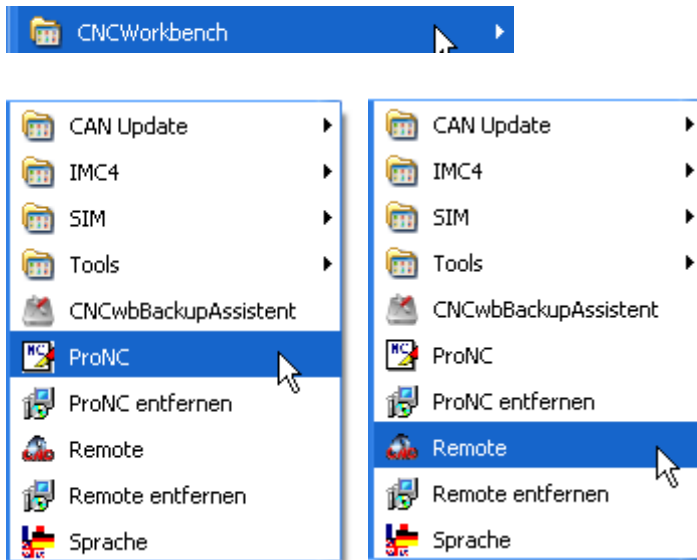 CNCWorkbench
CAN Update
IMC4
SIM
Tools
CNCwbBackupAssistent
ProNC
ProNC entfernen
Remote
Remote entfernen
Sprache
CAN Update
IMC4
SIM
Tools
CNCwbBackupAssistent
ProNC
ProNC entfernen
Remote
Remote entfernen
Sprache